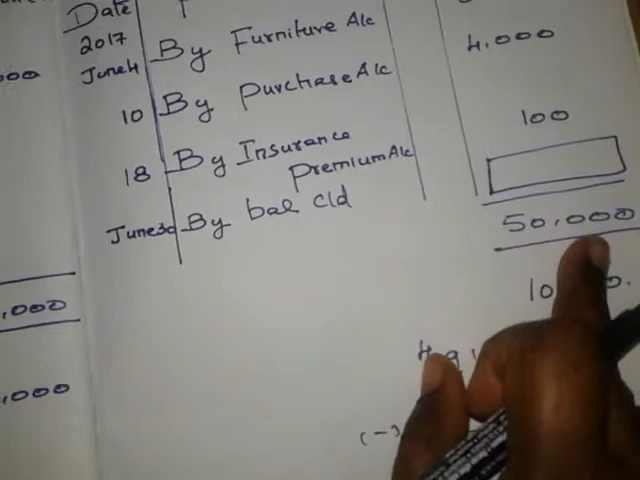 Date
2017
June 4 By Furniture A/c
4,000
10 By Purchase A/c
100
18 By Insurance
Premium A/c
June 30 By bal c/d
50,000
,000
10
,000
(-)